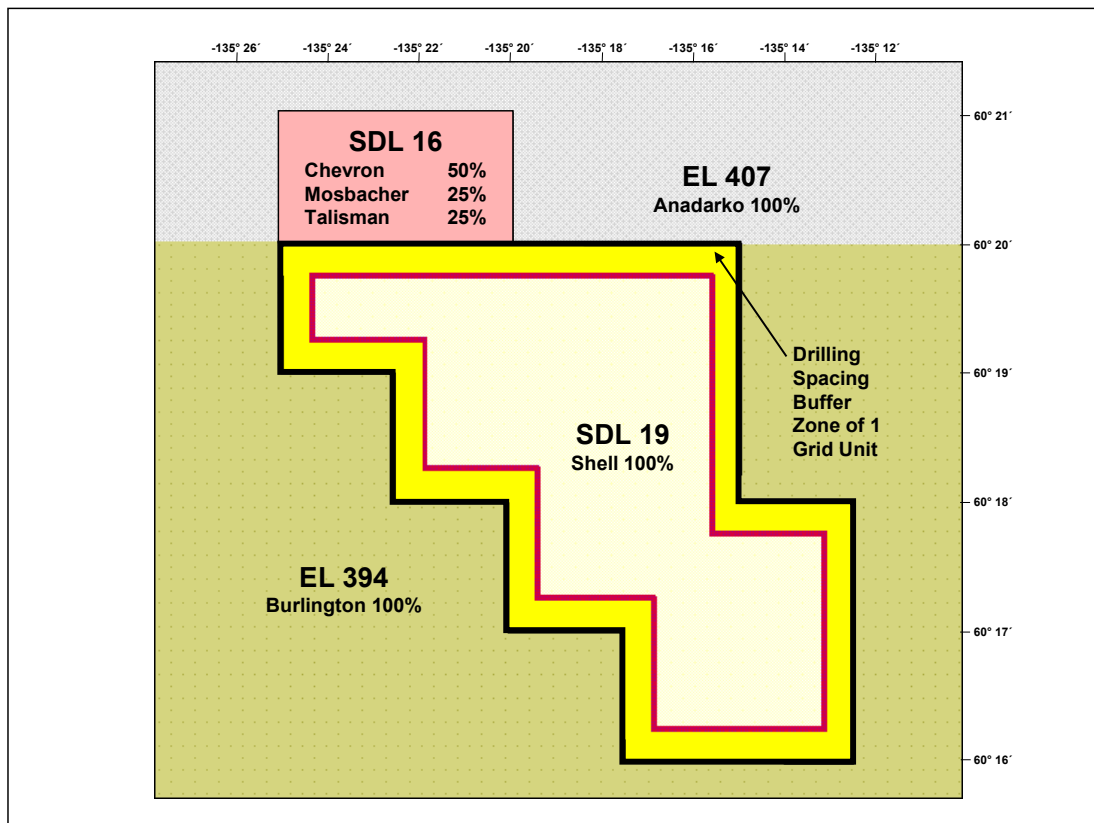 -135° 26´ -135° 24´ -135° 22´ -135° 20´ -135° 18´ -135° 16´ -135° 14´ -135° 12´
60° 21´
SDL 16
Chevron 50%
Mosbacher 25%
Talisman 25%
EL 407
Anadarko 100%
60° 20´
Drilling
Spacing
Buffer
Zone of 1
Grid Unit
60° 19´
SDL 19
Shell 100%
60° 18´
EL 394
Burlington 100%
60° 17´
60° 16´